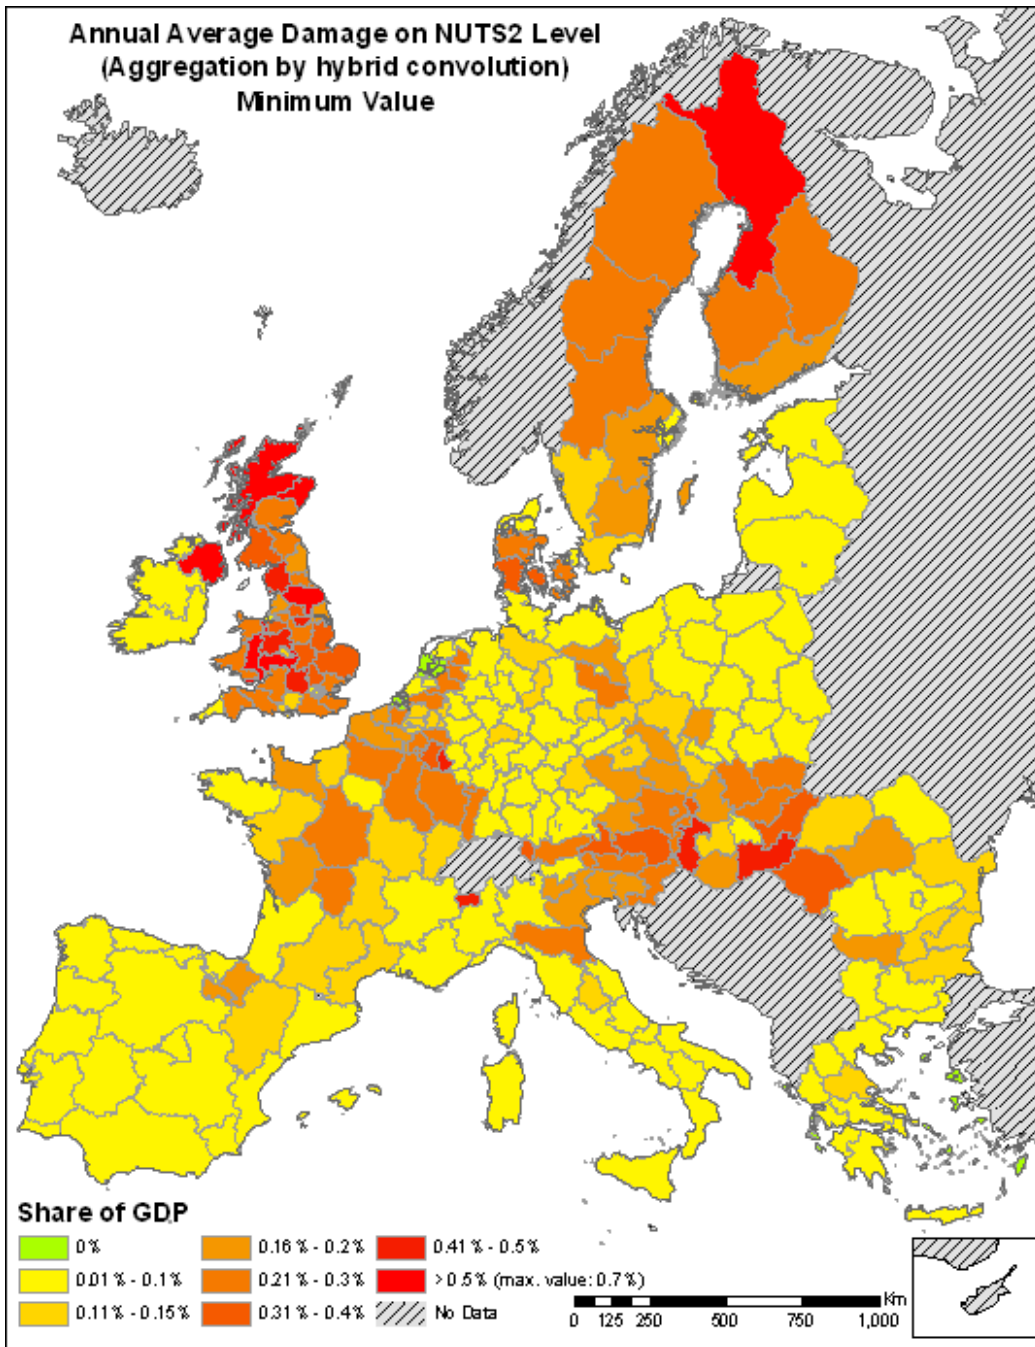 Annual Average Damage on NUTS2 Level
(Aggregation by hybrid convolution)
Minimum Value
Share of GDP
0%
0.01 % - 0.1%
0.11% - 0.15%
0.16% - 0.2%
0.21% - 0.3%
0.31% - 0.4%
0.41% - 0.5%
> 0.5% (max. value: 0.7%)
No Data
Km
0 125 250 500 750 1,000